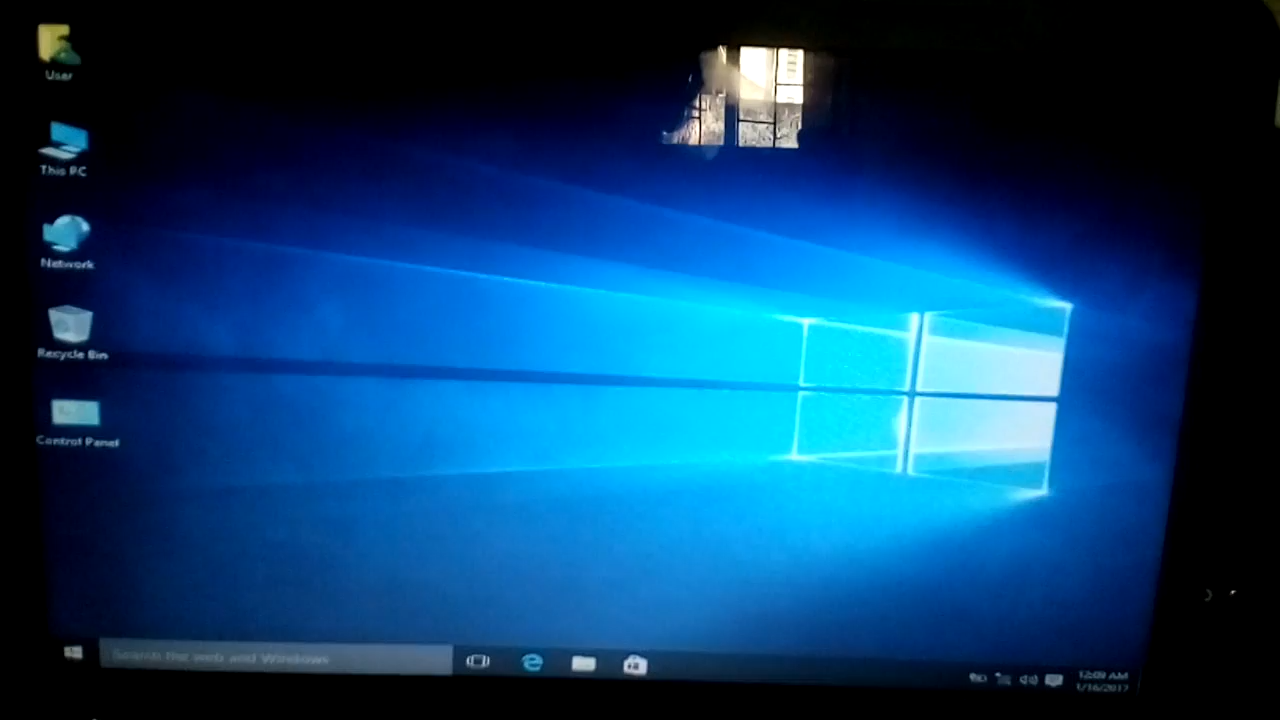 User
This PC
Network
Recycle Bin
Control Panel
Search the web and Windows
12:09 AM
1/16/2017